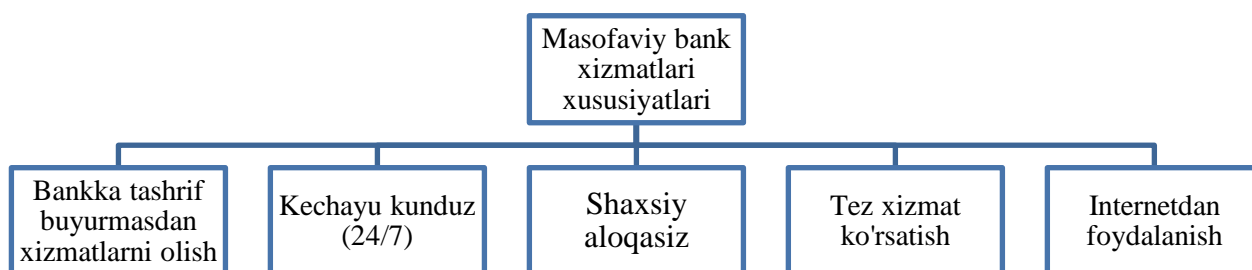 Masofaviy bank
xizmatlari
xususiyatlari
Bankka tashrif
buyurmasdan
xizmatlarni olish
Kechayu kunduz
(24/7)
Shaxsiy
aloqasiz
Tez xizmat
ko'rsatish
Internetdan
foydalanish